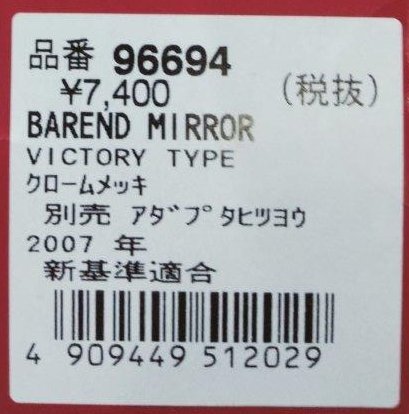 品番 96694
¥7,400 (税抜)
BAREND MIRROR
VICTORY TYPE
ｸﾛｰﾑﾒｯｷ
別売 ｱﾀﾞﾌﾟﾀﾋﾂﾖｳ
2007 年
新基準適合
4 909449 512029